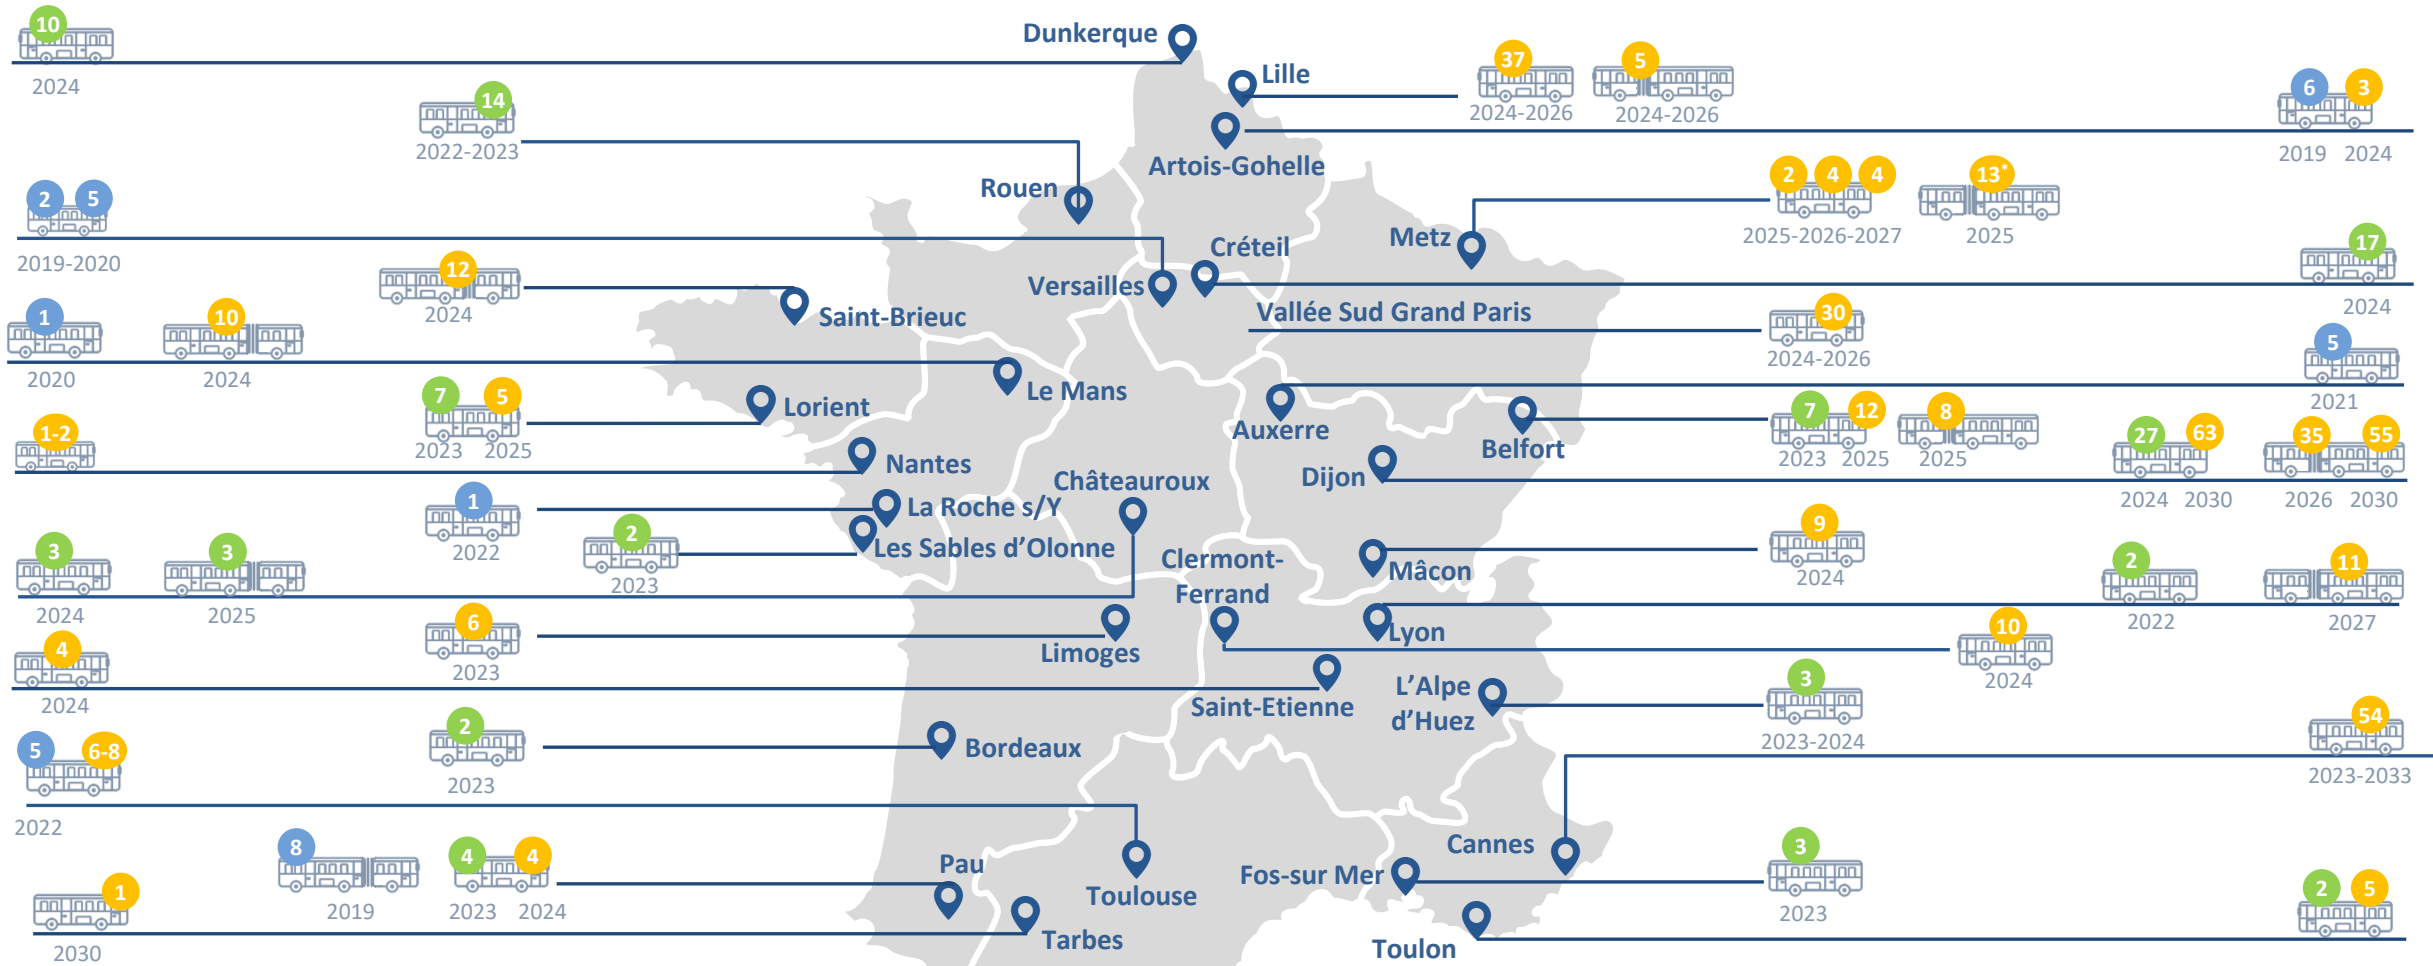 10
2024
Dunkerque
Lille
37
2024-2026
5
2024-2026
6
3
2019
2024
Artois-Gohelle
14
2022-2023
Rouen
2
4
4
2025-2026-2027
13*
2025
Metz
2
5
2019-2020
Versailles
Créteil
17
2024
12
2024
Saint-Brieuc
Vallée Sud Grand Paris
30
2024-2026
1
2020
10
2024
Le Mans
5
2021
Auxerre
7
5
2023
2025
Lorient
7
12
2023
2025
8
2025
Belfort
27
63
2024
2030
35
55
2026
2030
Dijon
1-2
Nantes
Châteauroux
1
2022
La Roche s/Y
2
2023
Les Sables d’Olonne
9
2024
Mâcon
3
2024
3
2025
Clermont-
Ferrand
2
2022
11
2027
Lyon
6
2023
Limoges
10
2024
4
2024
Saint-Etienne
L’Alpe
d’Huez
3
2023-2024
2
2023
Bordeaux
54
2023-2033
Cannes
5
6-8
2022
Toulouse
8
2019
4
4
2023
2024
Pau
Fos-sur Mer
3
2023
1
2030
Tarbes
Toulon
2
5